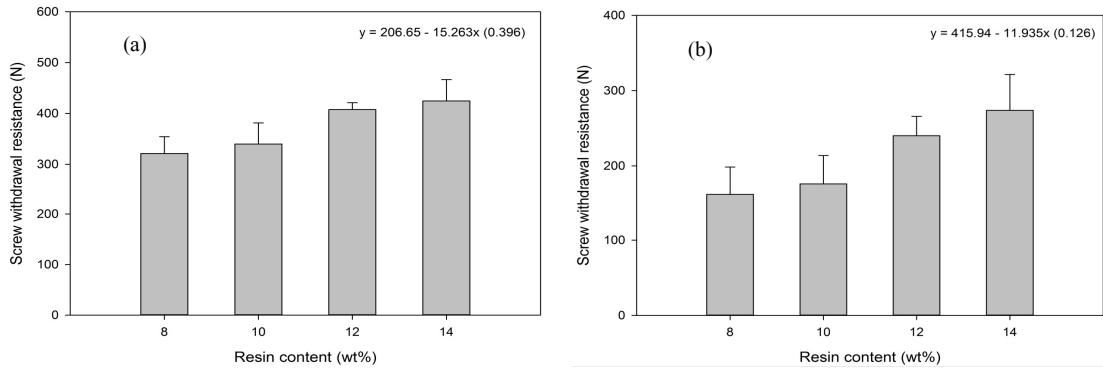 600
500
400
300
200
100
0
Screw withdrawal resistance (N)
(a)
y = 206.65 - 15.263x (0.396)
8 10 12 14
Resin content (wt%)
400
300
200
100
0
Screw withdrawal resistance (N)
(b)
y = 415.94 - 11.935x (0.126)
8 10 12 14
Resin content (wt%)